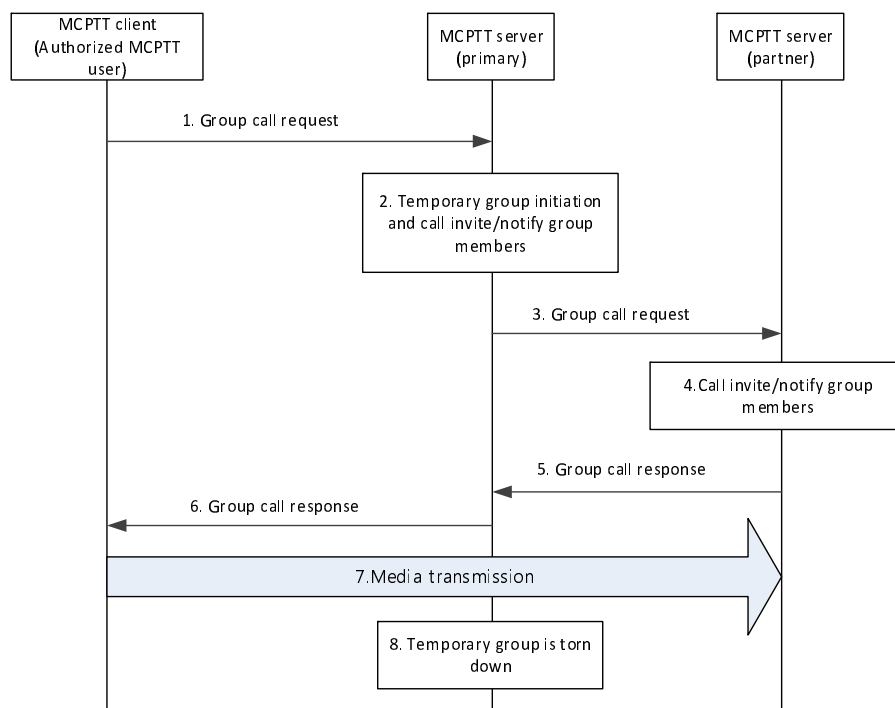 MCPTT client
(Authorized MCPTT
user)
MCPTT server
(primary)
MCPTT server
(partner)
1. Group call request
2. Temporary group initiation
and call invite/notify group
members
3. Group call request
4.Call invite/notify group
members
5. Group call response
6. Group call response
7.Media transmission
8. Temporary group is torn
down